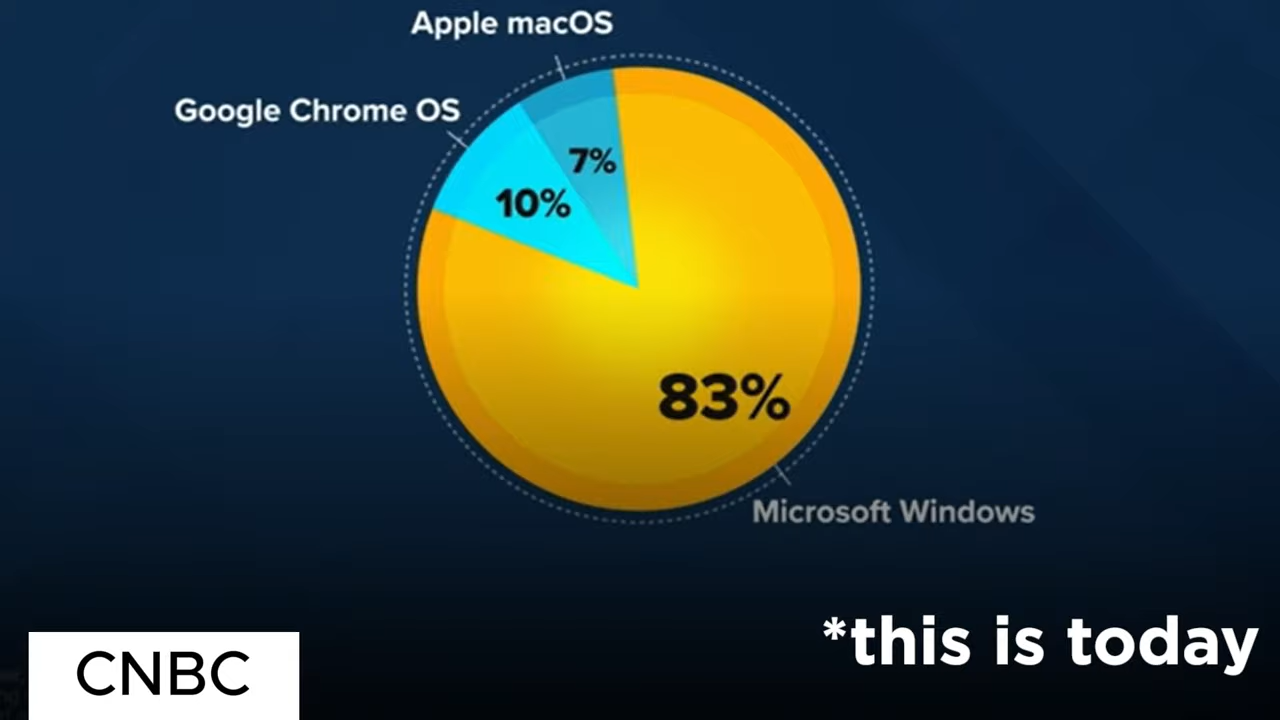 Apple macOS
Google Chrome OS
7%
10%
83%
Microsoft Windows
*this is today
CNBC